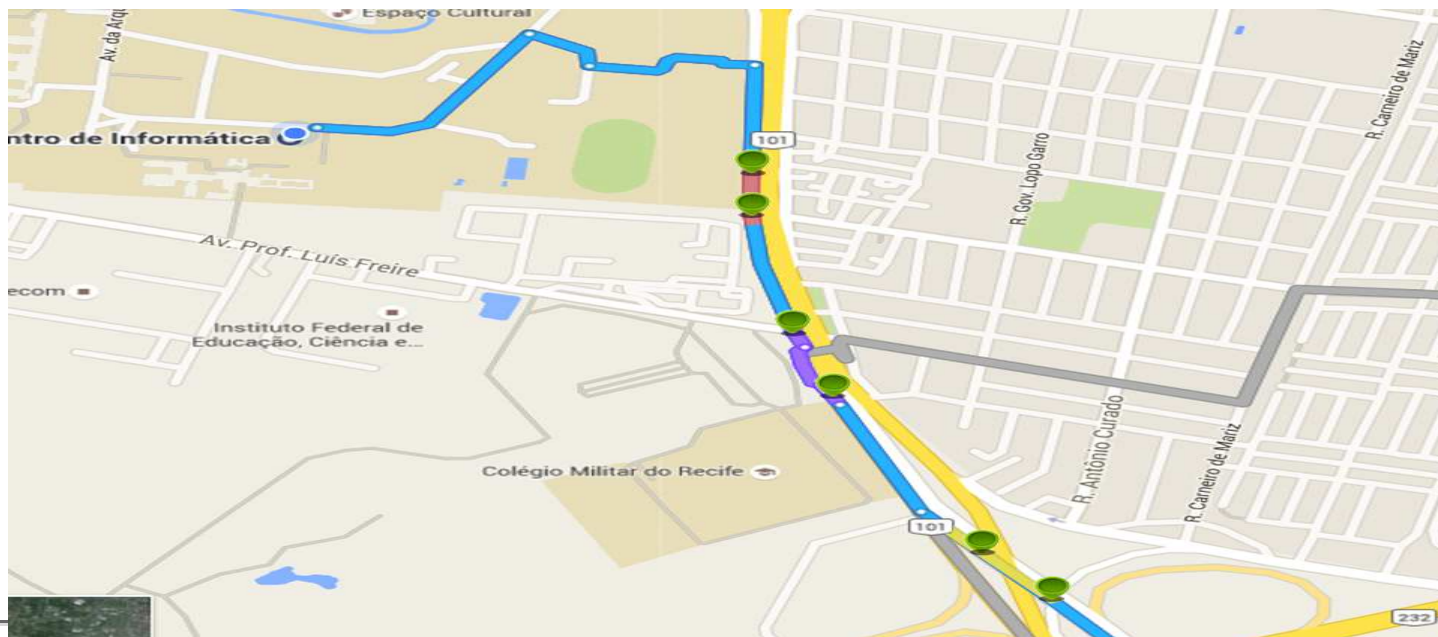 Espaço Cultural
Av. da Arqu
R. Carneiro de Mariz
ntro de Informática
101
R. Gov. Lopo Garro
Av. Prof. Luís Freire
ecom
Instituto Federal de
Educação, Ciência e...
R. Antônio Curado
R. Carneiro de Mariz
Colégio Militar do Recife
101
232